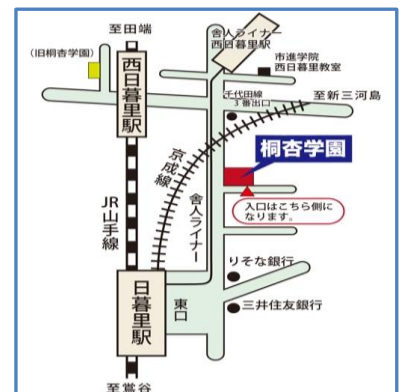 至田端
舎人ライナー
西日暮里駅
(旧桐杏学園)
市進学院
西日暮里教室
西日暮里駅
千代田線
3番出口
至新三河島
桐杏学園
京成線
舎人ライナー
入口はこちら側に
なります。
JR山手線
りそな銀行
日暮里駅
東口
三井住友銀行
至鶯谷